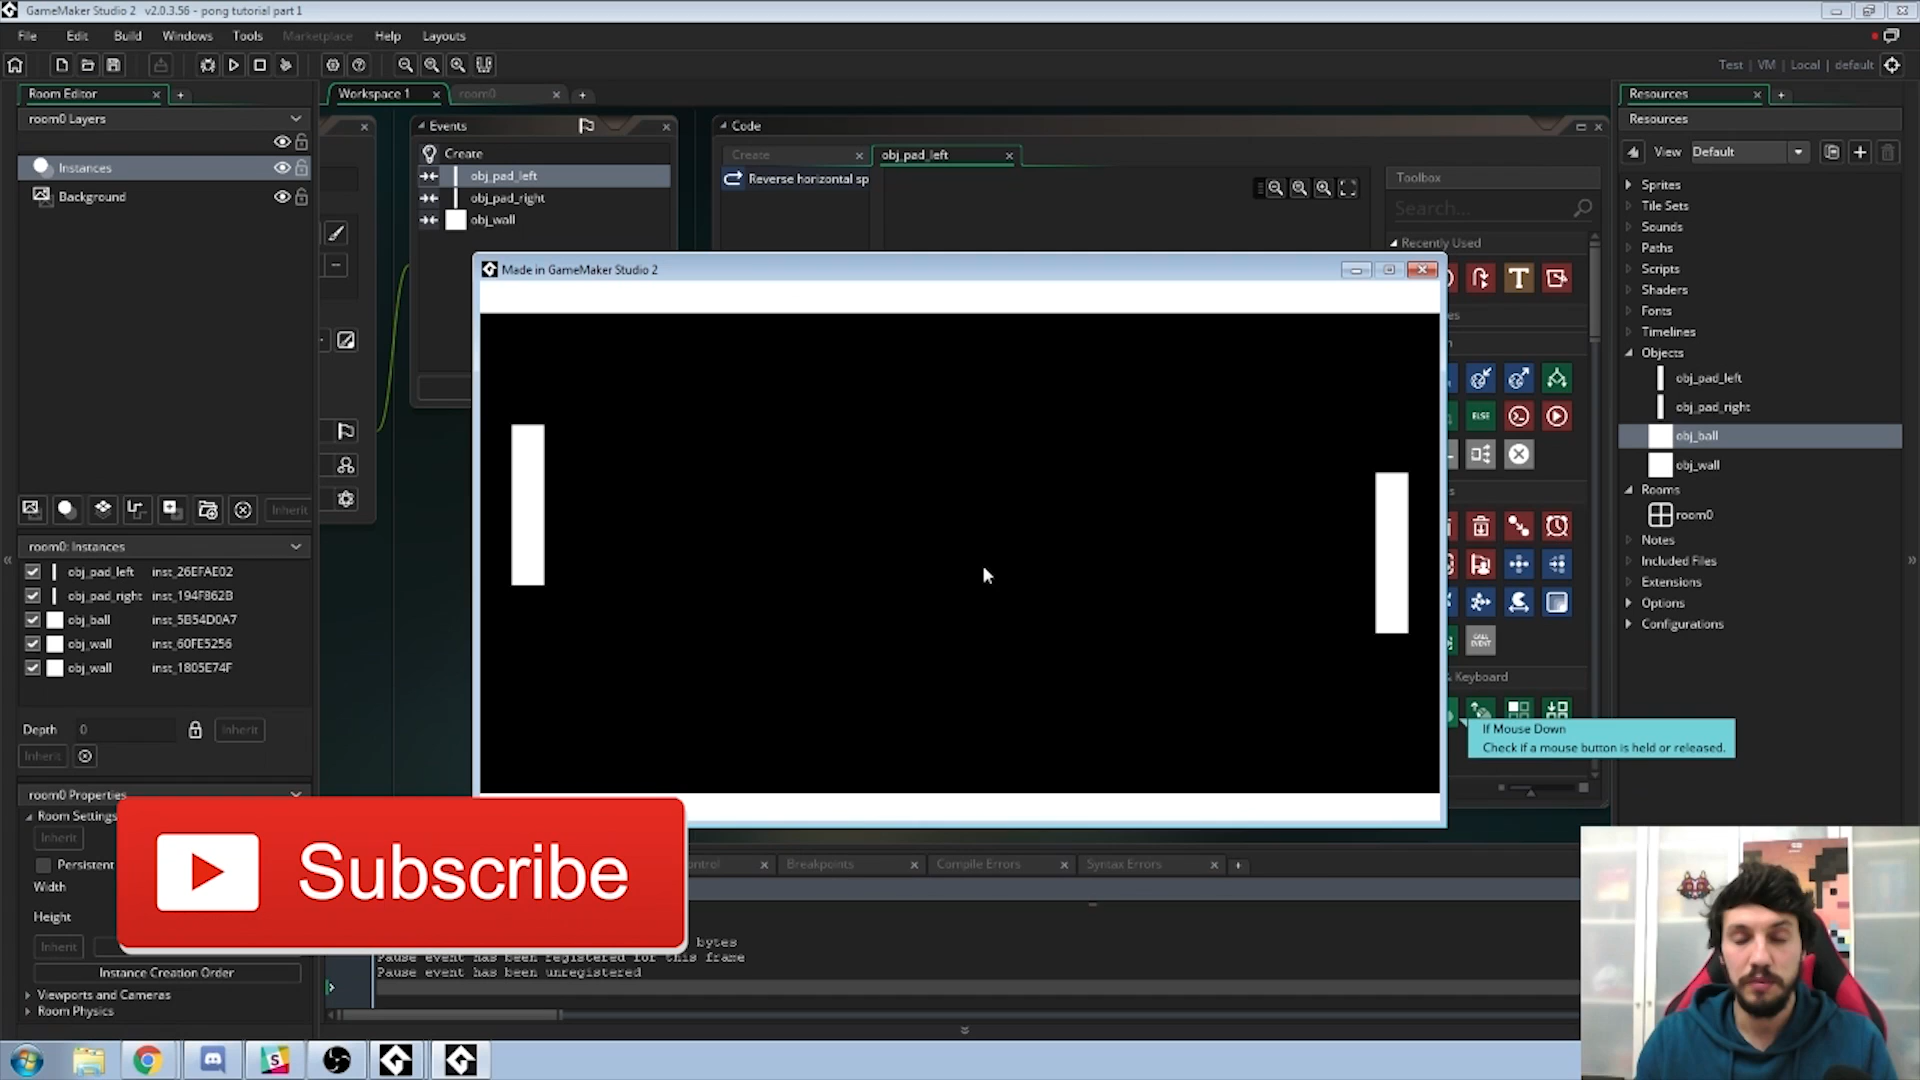 GameMaker Studio 2 v2.0.3.56 - pong tutorial part 1
File Edit Build Windows Tools Marketplace Help Layouts
Test | VM | Local | default
Room Editor
room0 Layers
Instances
Background
Inherit
room0: Instances
obj_pad_left inst_26EFAE02
obj_pad_right inst_194F862B
obj_ball inst_5B54D0A7
obj_wall inst_60FE5256
obj_wall inst_1805E74F
Depth 0 Inherit
Inherit
room0 Properties
Room Settings
Inherit
Persistent
Width
Height
Inherit
Instance Creation Order
Viewports and Cameras
Room Physics
Subscribe
Workspace 1 room0
Events
Create
obj_pad_left
obj_pad_right
obj_wall
Code
Create obj_pad_left
Reverse horizontal sp
Made in GameMaker Studio 2
Toolbox
Search...
Recently Used
T
ELSE
CALL EVENT
& Keyboard
If Mouse Down
Check if a mouse button is held or released.
Breakpoints Compile Errors Syntax Errors
bytes
Pause event has been registered for this frame
Pause event has been unregistered
Resources
Resources
View Default
Sprites
Tile Sets
Sounds
Paths
Scripts
Shaders
Fonts
Timelines
Objects
obj_pad_left
obj_pad_right
obj_ball
obj_wall
Rooms
room0
Notes
Included Files
Extensions
Options
Configurations